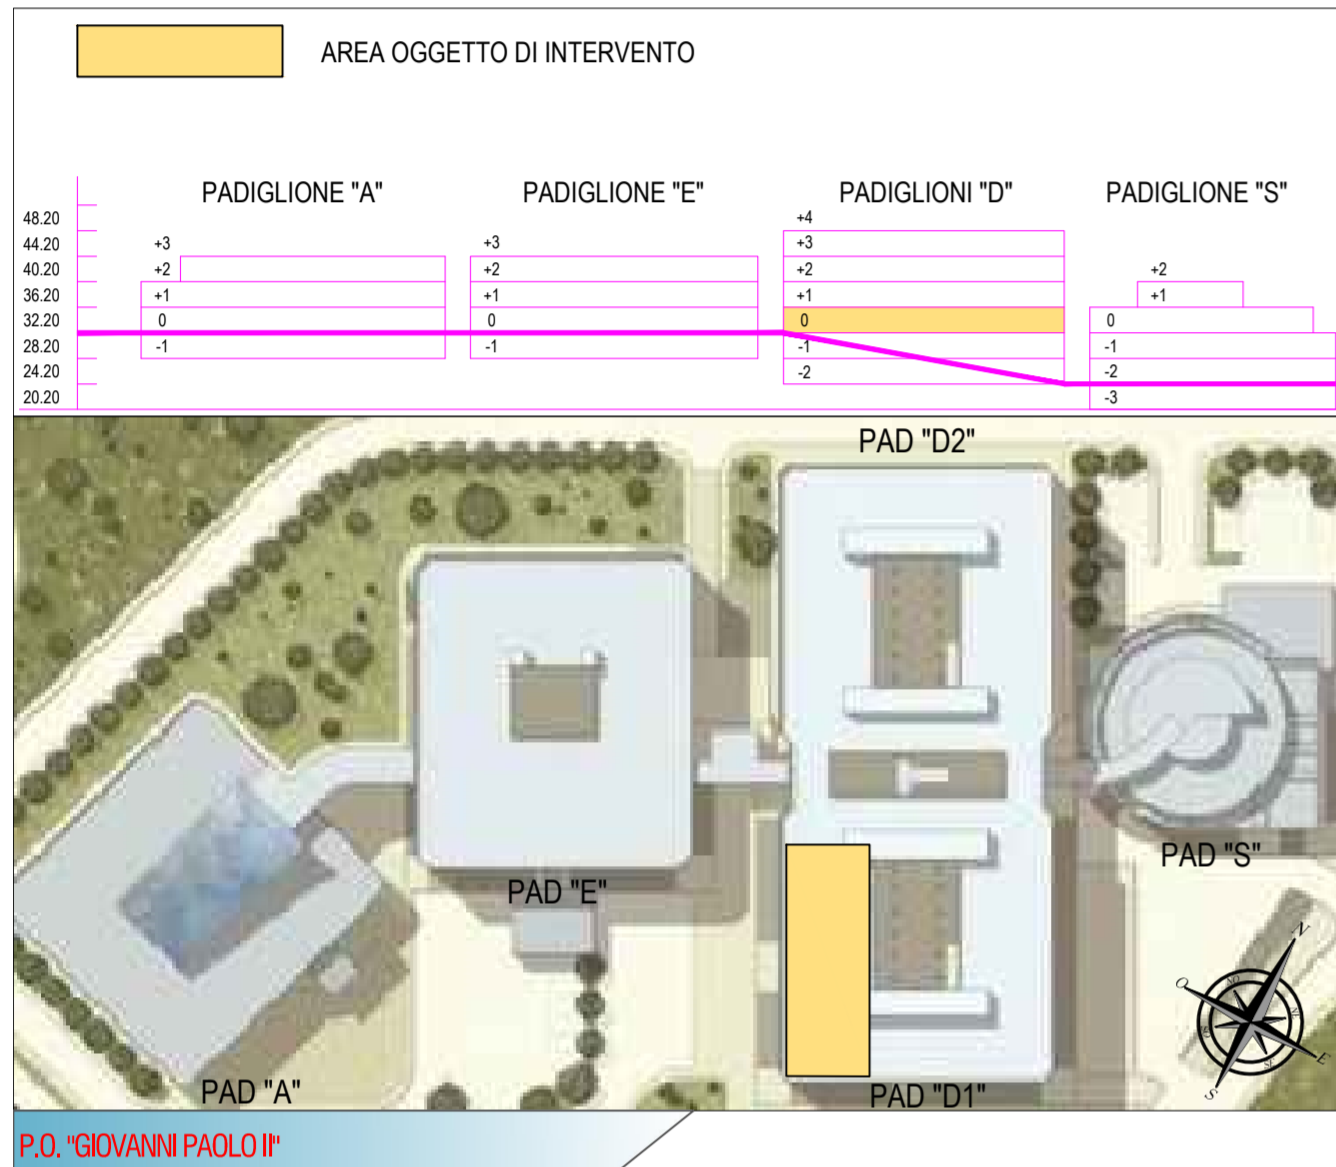 AREA OGGETTO DI INTERVENTO
PADIGLIONE "A" PADIGLIONE "E" PADIGLIONI "D" PADIGLIONE "S"
48.20 +4
44.20 +3 +3 +3
40.20 +2 +2 +2 +2
36.20 +1 +1 +1 +1
32.20 0 0 0 0
28.20 -1 -1 -1 -1
24.20 -2 -2
20.20 -3
PAD "D2"
PAD "S"
PAD "E"
PAD "A"
PAD "D1"
N
O
E
S
P.O. "GIOVANNI PAOLO II"